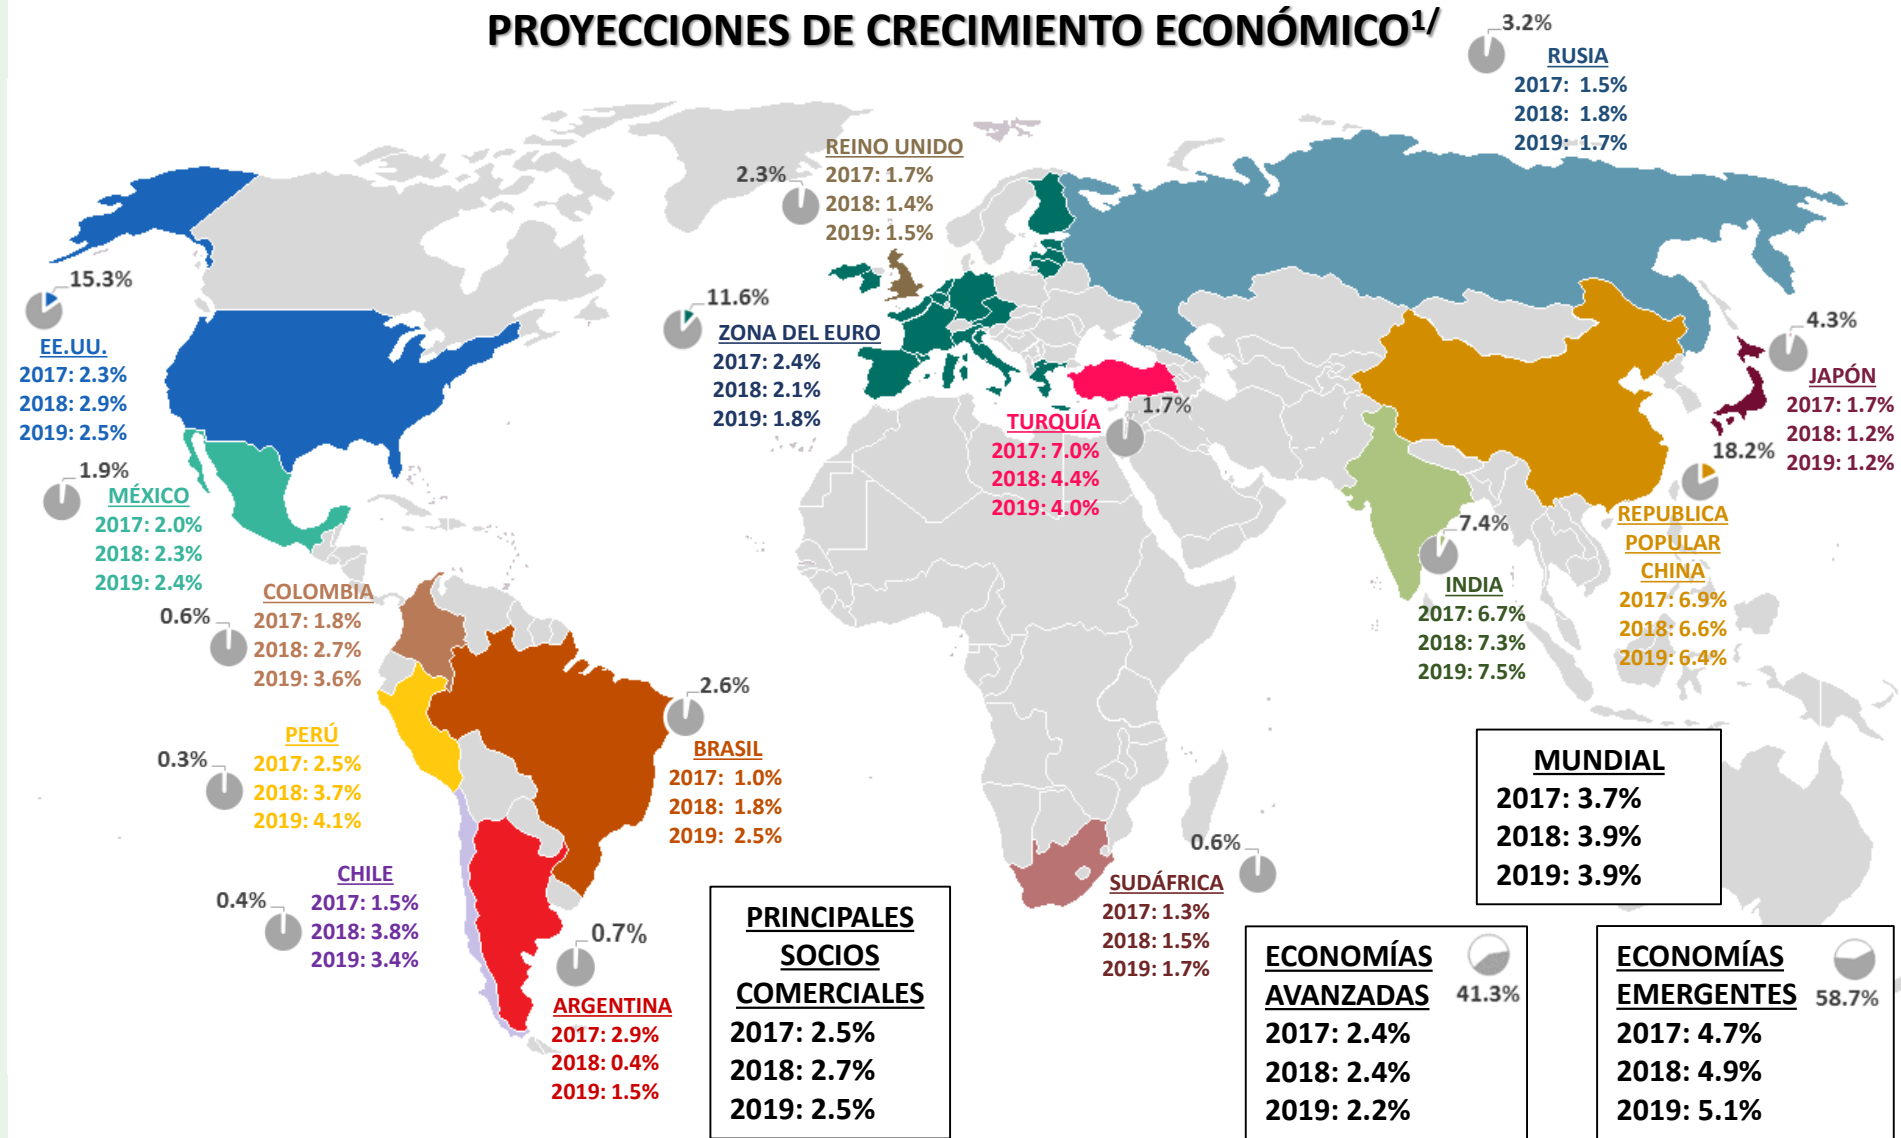 PROYECCIONES DE CRECIMIENTO ECONÓMICO1/
3.2%
RUSIA
2017: 1.5%
2018: 1.8%
2019: 1.7%
2.3%
REINO UNIDO
2017: 1.7%
2018: 1.4%
2019: 1.5%
15.3%
EE.UU.
2017: 2.3%
2018: 2.9%
2019: 2.5%
11.6%
ZONA DEL EURO
2017: 2.4%
2018: 2.1%
2019: 1.8%
4.3%
JAPÓN
2017: 1.7%
2018: 1.2%
2019: 1.2%
1.7%
TURQUÍA
2017: 7.0%
2018: 4.4%
2019: 4.0%
1.9%
MÉXICO
2017: 2.0%
2018: 2.3%
2019: 2.4%
18.2%
REPUBLICA
POPULAR
CHINA
2017: 6.9%
2018: 6.6%
2019: 6.4%
7.4%
INDIA
2017: 6.7%
2018: 7.3%
2019: 7.5%
0.6%
COLOMBIA
2017: 1.8%
2018: 2.7%
2019: 3.6%
2.6%
BRASIL
2017: 1.0%
2018: 1.8%
2019: 2.5%
0.3%
PERÚ
2017: 2.5%
2018: 3.7%
2019: 4.1%
0.4%
CHILE
2017: 1.5%
2018: 3.8%
2019: 3.4%
0.7%
ARGENTINA
2017: 2.9%
2018: 0.4%
2019: 1.5%
0.6%
SUDÁFRICA
2017: 1.3%
2018: 1.5%
2019: 1.7%
MUNDIAL
2017: 3.7%
2018: 3.9%
2019: 3.9%
PRINCIPALES
SOCIOS
COMERCIALES
2017: 2.5%
2018: 2.7%
2019: 2.5%
ECONOMÍAS
AVANZADAS
41.3%
2017: 2.4%
2018: 2.4%
2019: 2.2%
ECONOMÍAS
EMERGENTES
58.7%
2017: 4.7%
2018: 4.9%
2019: 5.1%